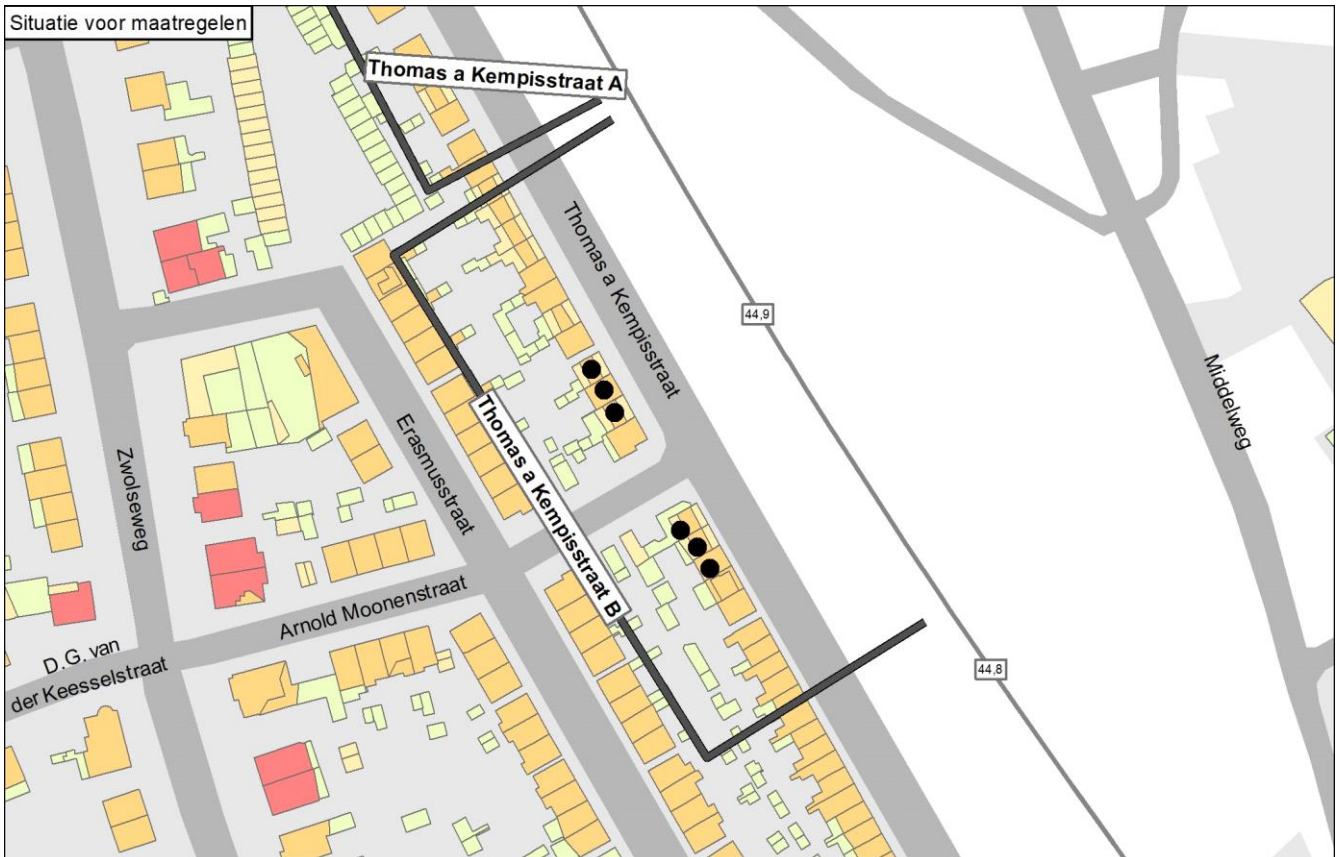 Situatie voor maatregelen
Thomas a Kempisstraat A
Thomas a Kempisstraat
44,9
Middelweg
Thomas a Kempisstraat B
Erasmusstraat
Zwolseweg
Arnold Moonenstraat
D.G. van
der Keesselstraat
44,8